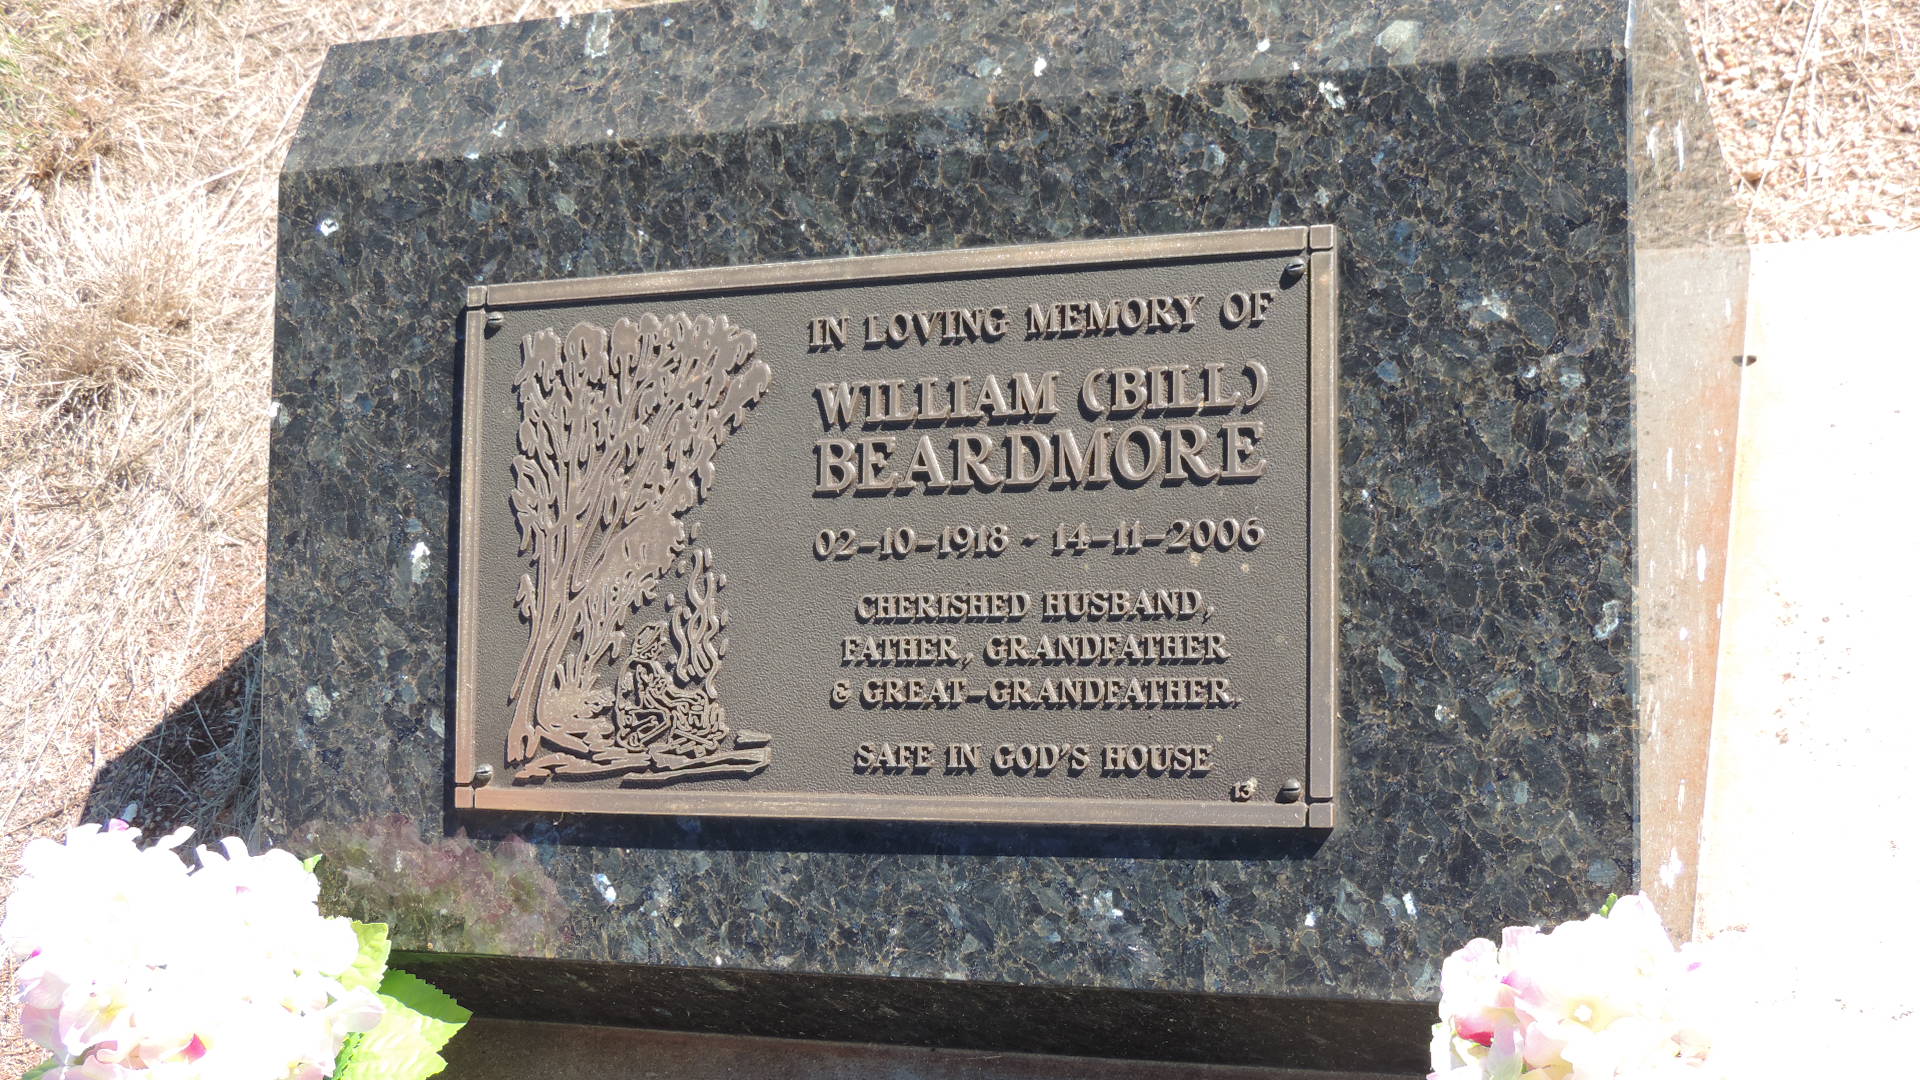 IN LOVING MEMORY OF
WILLIAM (BILL)
BEARDMORE
02-10-1918 - 14-11-2006
CHERISHED HUSBAND,
FATHER, GRANDFATHER
& GREAT-GRANDFATHER.
SAFE IN GOD'S HOUSE
13